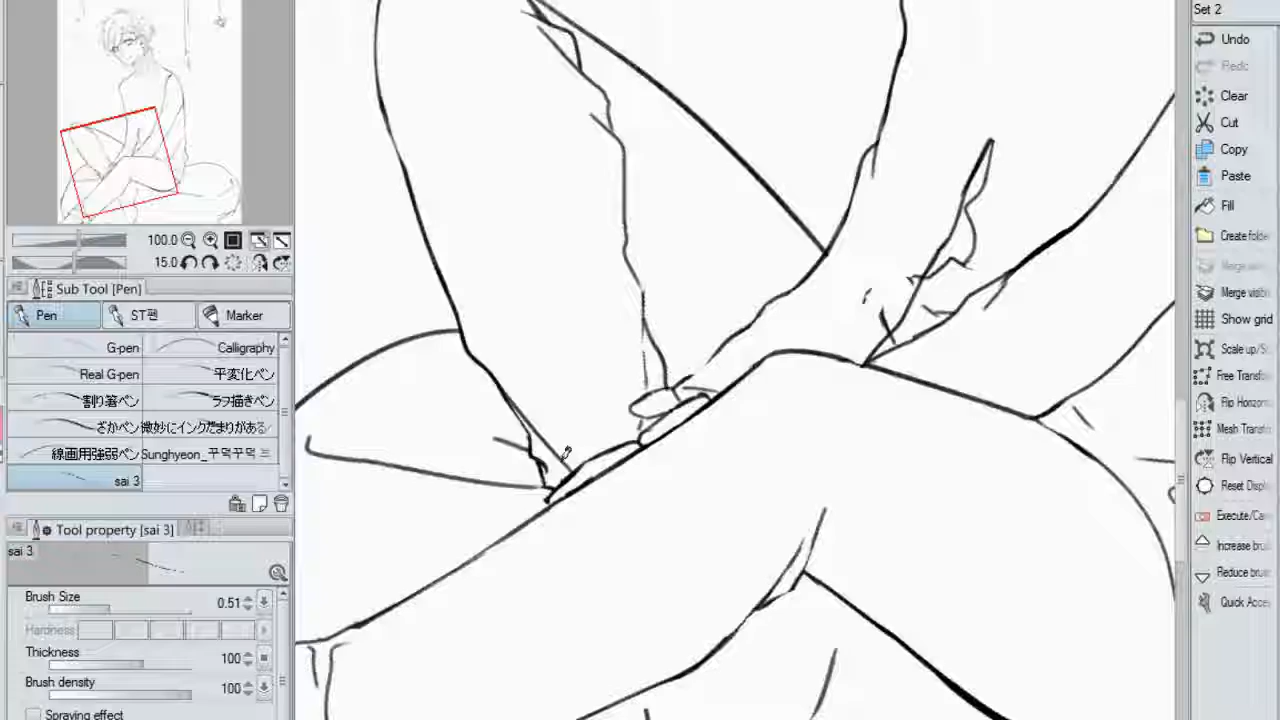 Set 2
Undo
Redo
Clear
Cut
Copy
Paste
Fill
Create folde
Merge visib
Show grid
Scale up/
Free Transfo
Flip Horizon
Mesh Transfo
Flip Vertical
Reset Displ
Execute/Ca
Increase bru
Reduce brus
Quick Acce
100.0
15.0
Sub Tool [Pen]
Pen
ST펜
Marker
G-pen
Calligraphy
Real G-pen
平変化ペン
割り箸ペン
ラフ描きペン
ざかペン
微妙にインクだまりがある
線画用強弱ペン
Sunghyeon_꾸덕꾸덕
sai 3
Tool property [sai 3]
sai 3
Brush Size
0.51
Hardness
Thickness
100
Brush density
100
Spraying effect